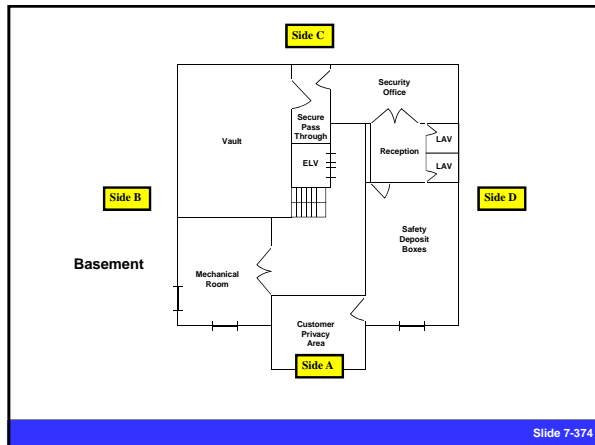 Side C
Security
Office
Secure
Pass
Through
Vault
LAV
Reception
ELV
LAV
Side B
Side D
Safety
Deposit
Boxes
Basement
Mechanical
Room
Customer
Privacy
Area
Side A
Slide 7-374